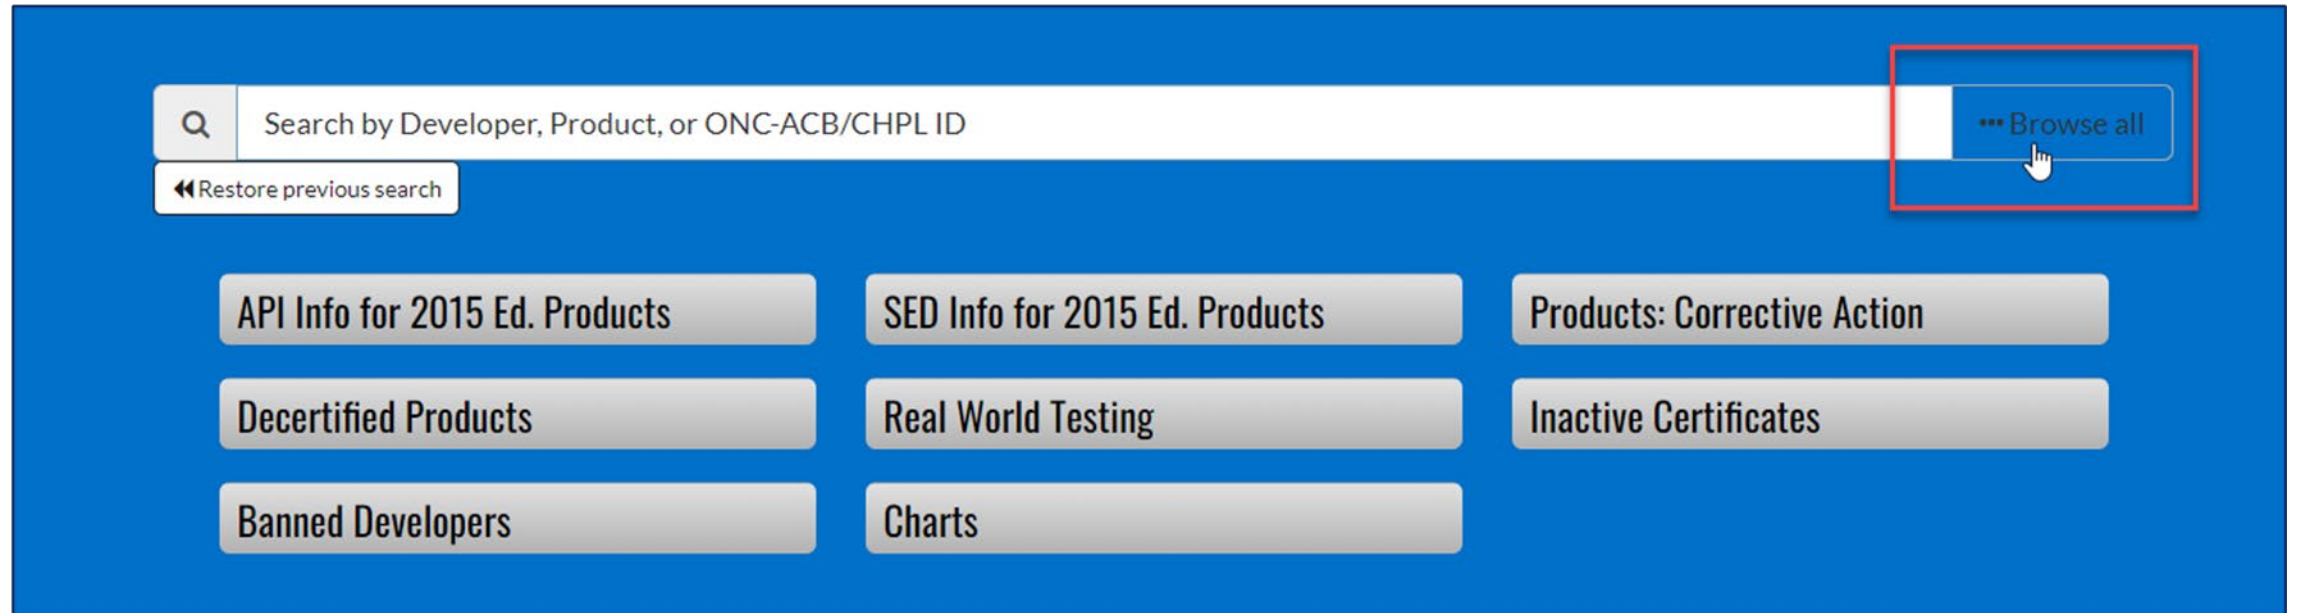 Search by Developer, Product, or ONC-ACB/CHPL ID
Browse all
Restore previous search
API Info for 2015 Ed. Products
SED Info for 2015 Ed. Products
Products: Corrective Action
Decertified Products
Real World Testing
Inactive Certificates
Banned Developers
Charts